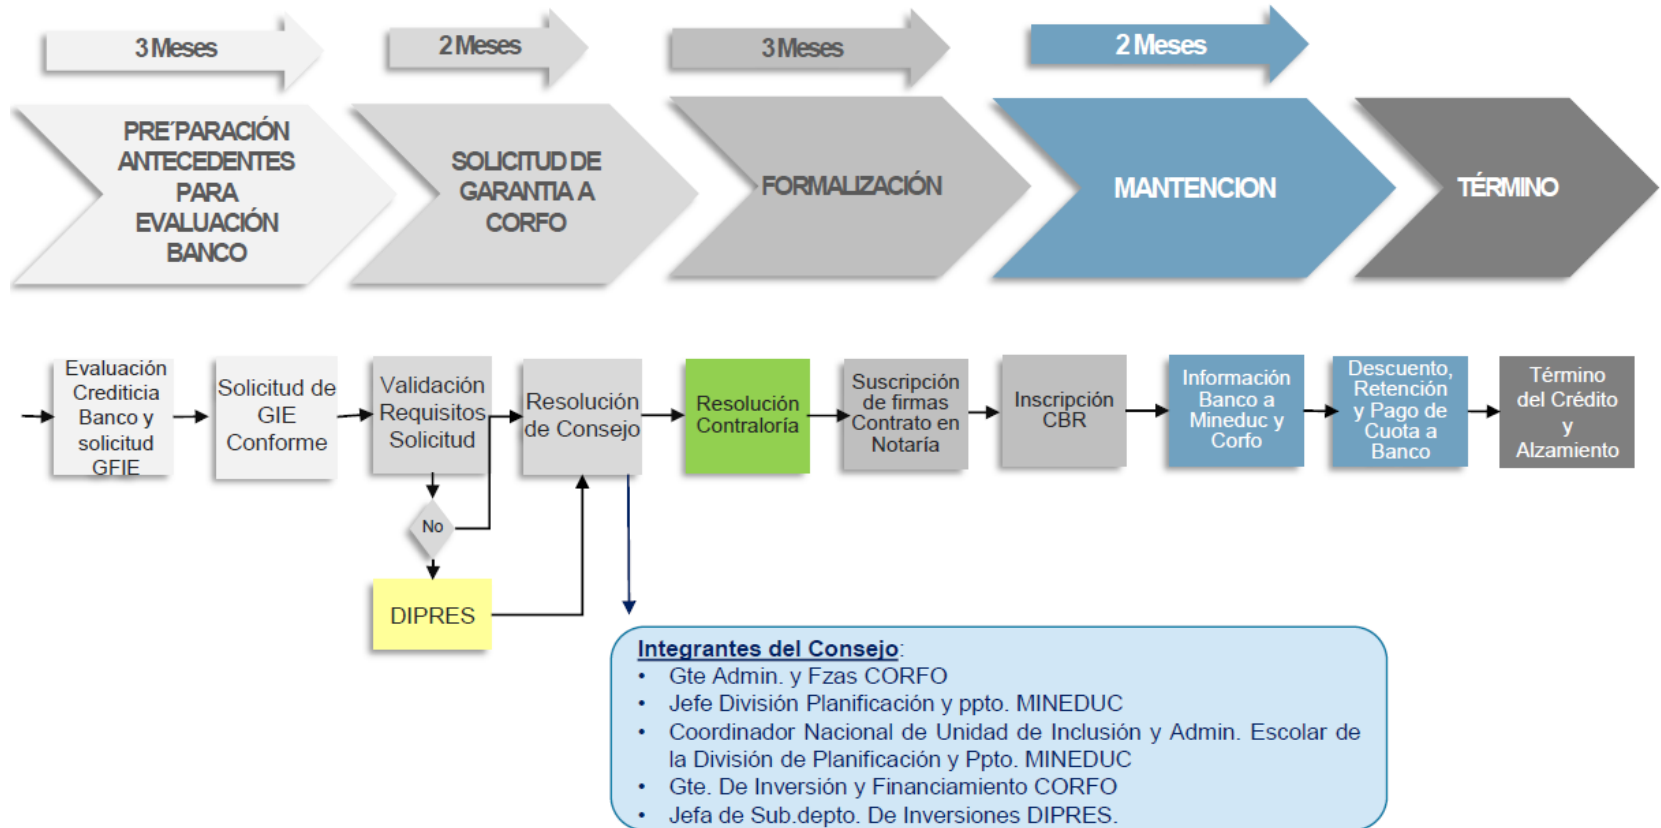 3 Meses
2 Meses
3 Meses
2 Meses
PRE´PARACIÓN
ANTECEDENTES
PARA
EVALUACIÓN
BANCO
SOLICITUD DE
GARANTIA A
CORFO
FORMALIZACIÓN
MANTENCION
TÉRMINO
Evaluación
Crediticia
Banco y
solicitud
GFIE
Solicitud de
GIE
Conforme
Validación
Requisitos
Solicitud
Resolución
de Consejo
Resolución
Contraloría
Suscripción
de firmas
Contrato en
Notaría
Inscripción
CBR
Información
Banco a
Mineduc y
Corfo
Descuento,
Retención
y Pago de
Cuota a
Banco
Término
del Crédito
y
Alzamiento
No
DIPRES
Integrantes del Consejo:
• Gte Admin. y Fzas CORFO
• Jefe División Planificación y ppto. MINEDUC
• Coordinador Nacional de Unidad de Inclusión y Admin. Escolar de
la División de Planificación y Ppto. MINEDUC
• Gte. De Inversión y Financiamiento CORFO
• Jefa de Sub.depto. De Inversiones DIPRES.